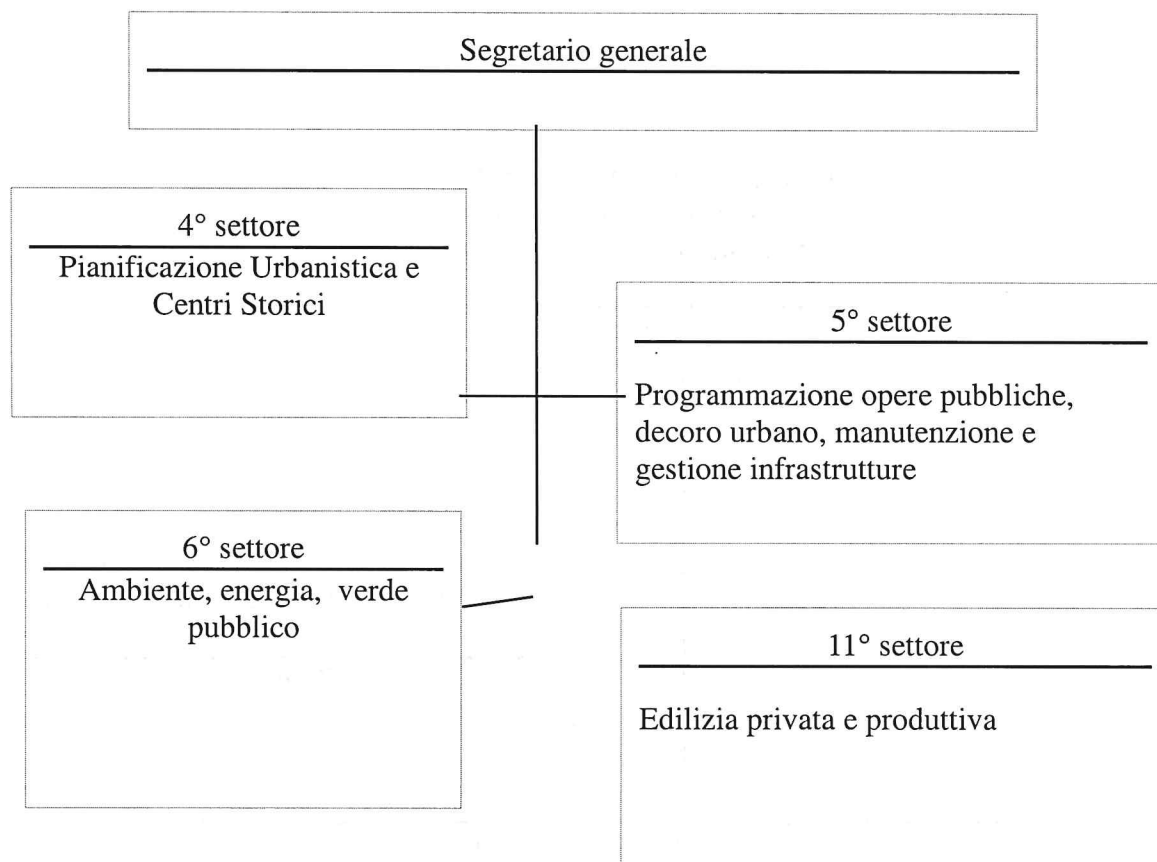 Segretario generale
4° settore
Pianificazione Urbanistica e
Centri Storici
5° settore
Programmazione opere pubbliche,
decoro urbano, manutenzione e
gestione infrastrutture
6° settore
Ambiente, energia, verde
pubblico
11° settore
Edilizia privata e produttiva